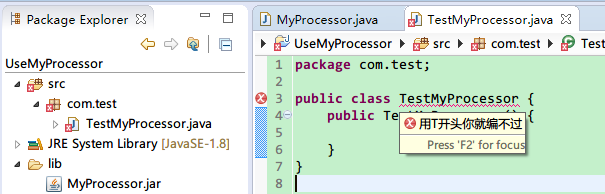 Package Explorer
UseMyProcessor
src
com.test
TestMyProcessor.java
JRE System Library [JavaSE-1.8]
lib
MyProcessor.jar
MyProcessor.java
TestMyProcessor.java
UseMyProcessor src com.test
1 package com.test;
2
3 public class TestMyProcessor {
4 public Te
5
6 }
7 }
8
用T开头你就编不过
Press 'F2' for focus